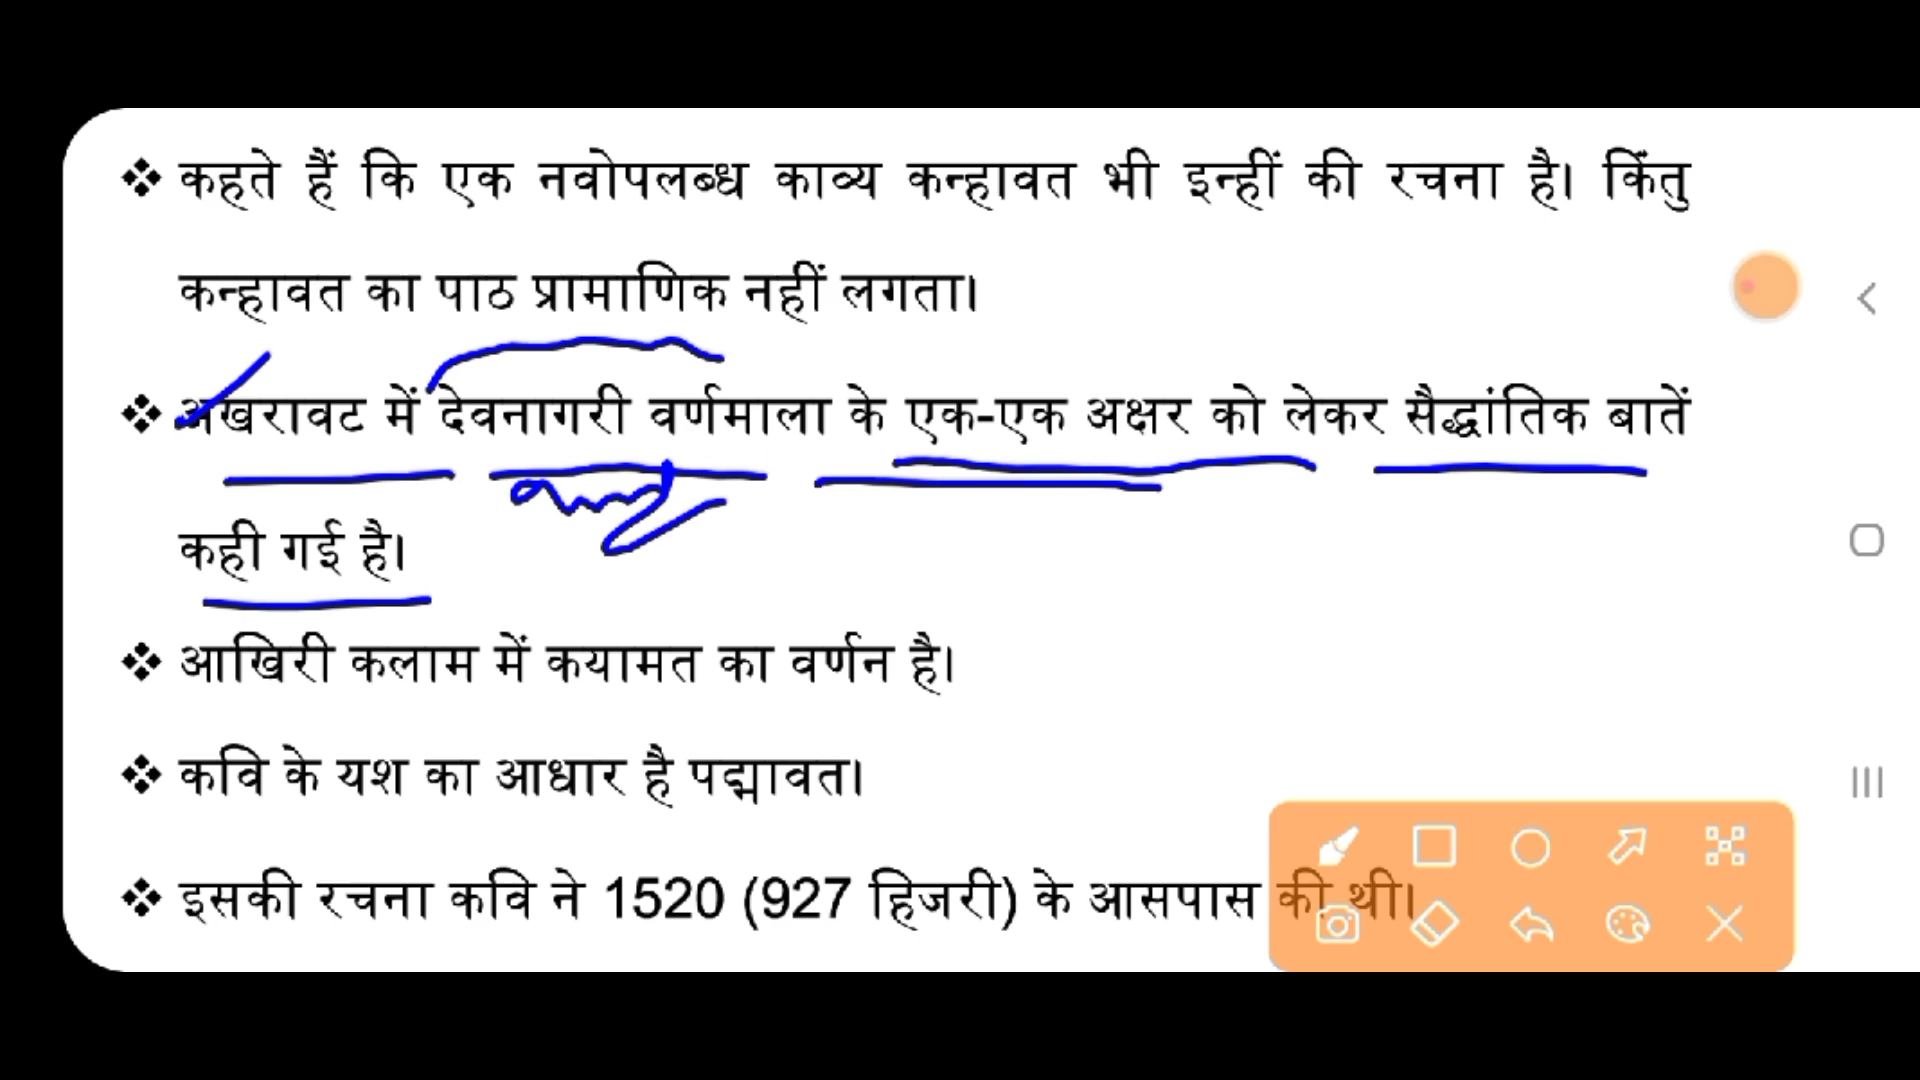 ❖ कहते हैं कि एक नवोपलब्ध काव्य कन्हावत भी इन्हीं की रचना है। किंतु
कन्हावत का पाठ प्रामाणिक नहीं लगता।
❖ अखरावट में देवनागरी वर्णमाला के एक-एक अक्षर को लेकर सैद्धांतिक बातें
कही गई है।
❖ आखिरी कलाम में कयामत का वर्णन है।
❖ कवि के यश का आधार है पद्मावत।
❖ इसकी रचना कवि ने 1520 (927 हिजरी) के आसपास की थी।